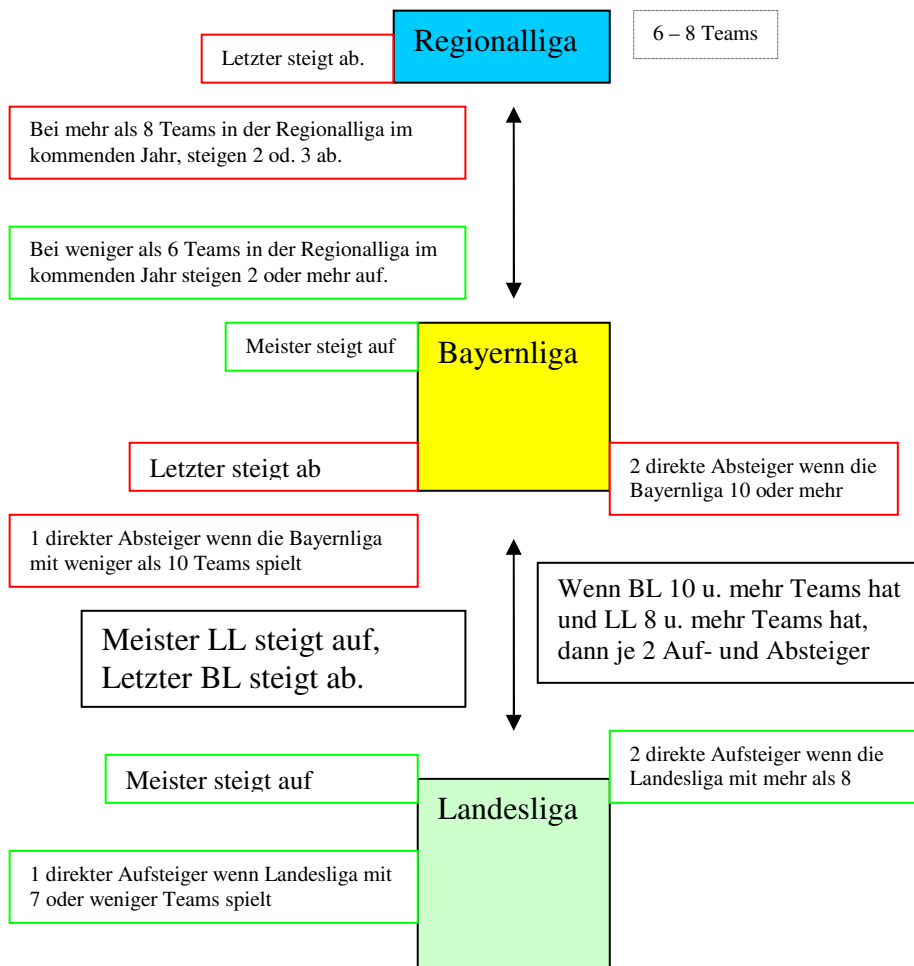 Regionalliga
6 – 8 Teams
Letzter steigt ab.
Bei mehr als 8 Teams in der Regionalliga im
kommenden Jahr, steigen 2 od. 3 ab.
Bei weniger als 6 Teams in der Regionalliga im
kommenden Jahr steigen 2 oder mehr auf.
Meister steigt auf
Bayernliga
Letzter steigt ab
2 direkte Absteiger wenn die
Bayernliga 10 oder mehr
1 direkter Absteiger wenn die Bayernliga
mit weniger als 10 Teams spielt
Wenn BL 10 u. mehr Teams hat
und LL 8 u. mehr Teams hat,
dann je 2 Auf- und Absteiger
Meister LL steigt auf,
Letzter BL steigt ab.
Meister steigt auf
2 direkte Aufsteiger wenn die
Landesliga mit mehr als 8
Landesliga
1 direkter Aufsteiger wenn Landesliga mit
7 oder weniger Teams spielt